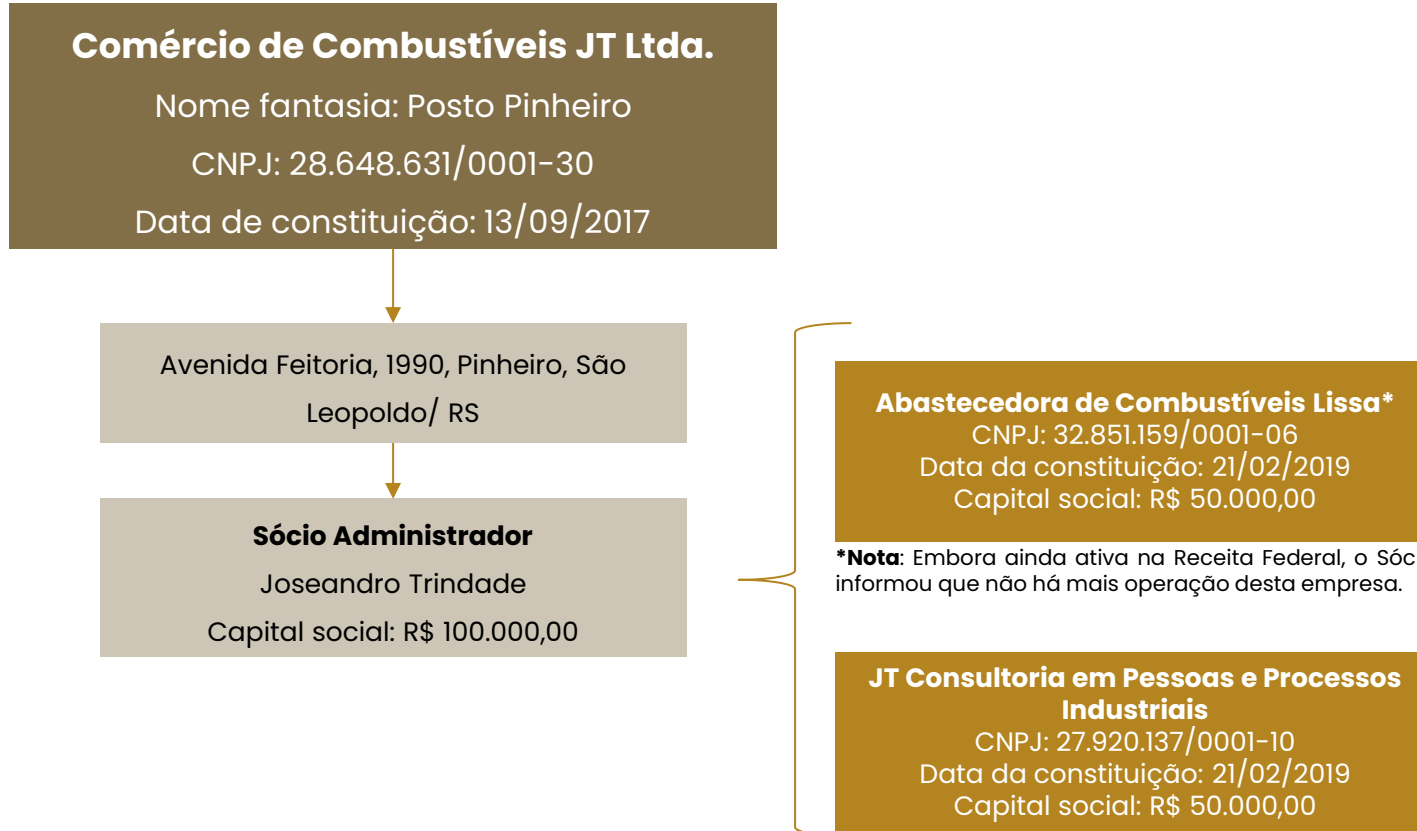 Comércio de Combustíveis JT Ltda.
Nome fantasia: Posto Pinheiro
CNPJ: 28.648.631/0001-30
Data de constituição: 13/09/2017
Avenida Feitoria, 1990, Pinheiro, São
Leopoldo/ RS
Sócio Administrador
Joseandro Trindade
Capital social: R$ 100.000,00
Abastecedora de Combustíveis Lissa*
CNPJ: 32.851.159/0001-06
Data da constituição: 21/02/2019
Capital social: R$ 50.000,00
*Nota: Embora ainda ativa na Receita Federal, o Sóc
informou que não há mais operação desta empresa.
JT Consultoria em Pessoas e Processos
Industriais
CNPJ: 27.920.137/0001-10
Data da constituição: 21/02/2019
Capital social: R$ 50.000,00